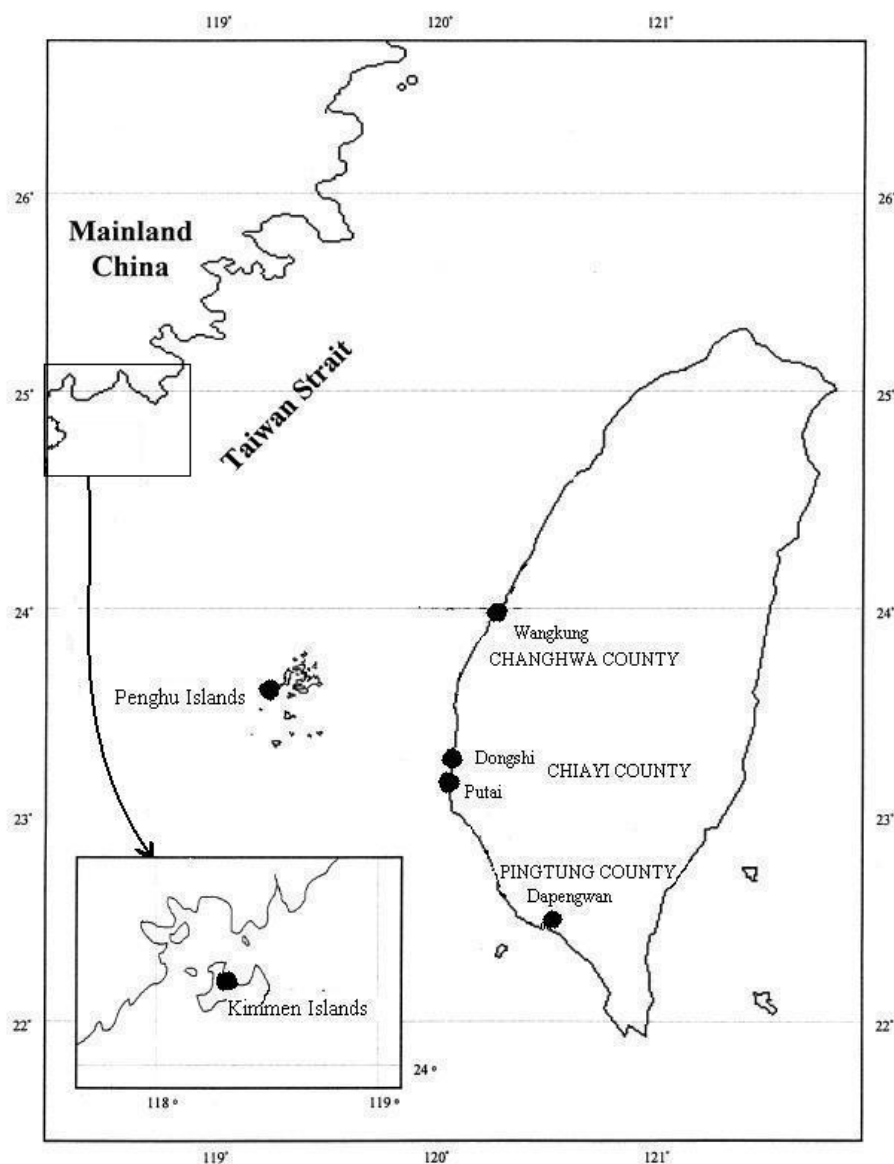 119° 120° 121°
26° 26°
Mainland
China
Taiwan Strait
25° 25°
24° 24°
Wangkung
CHANGHWA COUNTY
Penghu Islands
Dongshi
CHIAYI COUNTY
Putai
23° 23°
PINGTUNG COUNTY
Dapengwan
Kimmen Islands
22° 22°
24°
118° 119°
119° 120° 121°